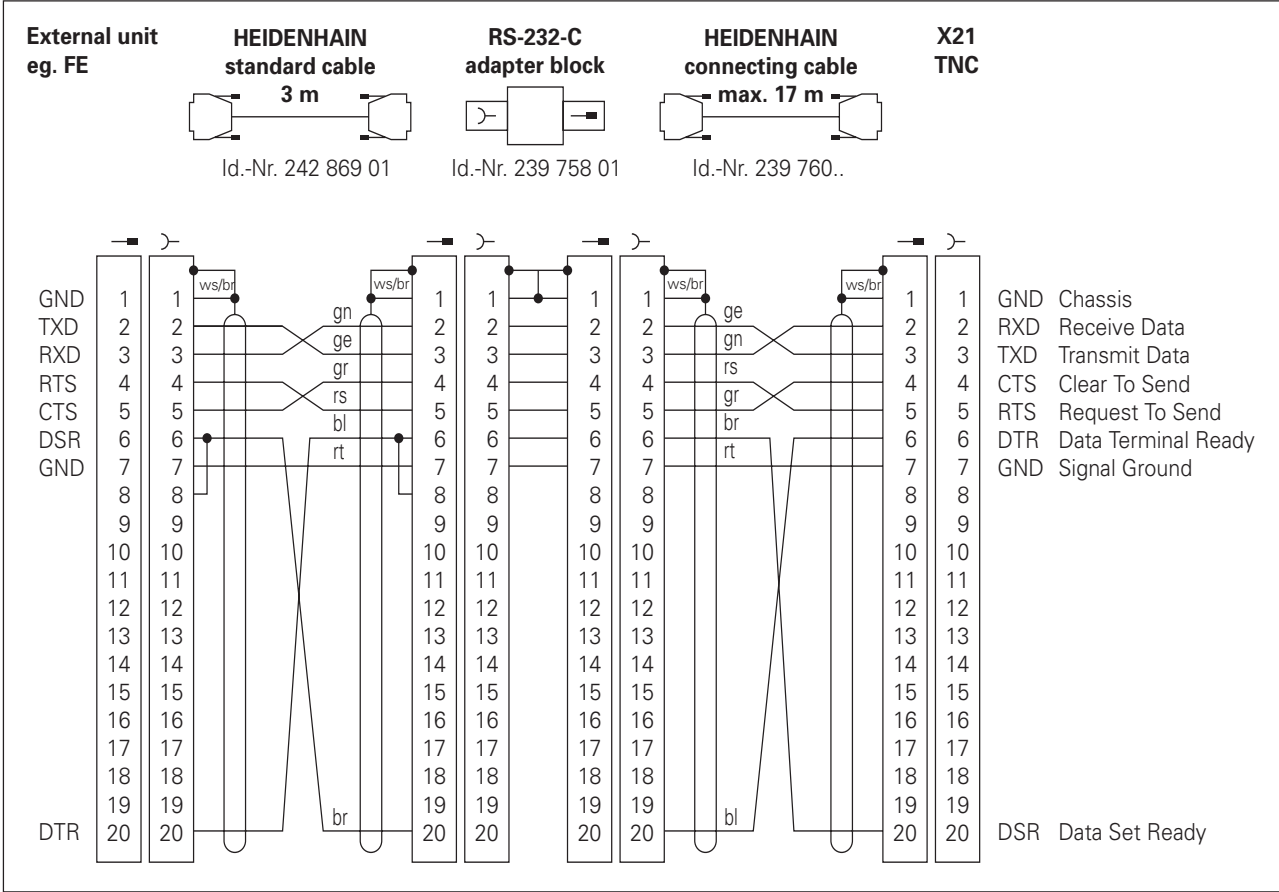 External unit HEIDENHAIN RS-232-C HEIDENHAIN X21
eg. FE standard cable adapter block connecting cable TNC
3 m max. 17 m
Id.-Nr. 242 869 01 Id.-Nr. 239 758 01 Id.-Nr. 239 760..
ws/br ws/br ws/br ws/br
GND 1 1 1 1 1 1 1 1 GND Chassis
gn ge
TXD 2 2 2 2 2 2 2 2 RXD Receive Data
ge gn
RXD 3 3 3 3 3 3 3 3 TXD Transmit Data
gr rs
RTS 4 4 4 4 4 4 4 4 CTS Clear To Send
rs gr
CTS 5 5 5 5 5 5 5 5 RTS Request To Send
bl br
DSR 6 6 6 6 6 6 6 6 DTR Data Terminal Ready
rt rt
GND 7 7 7 7 7 7 7 7 GND Signal Ground
8 8 8 8 8 8 8 8
9 9 9 9 9 9 9 9
10 10 10 10 10 10 10 10
11 11 11 11 11 11 11 11
12 12 12 12 12 12 12 12
13 13 13 13 13 13 13 13
14 14 14 14 14 14 14 14
15 15 15 15 15 15 15 15
16 16 16 16 16 16 16 16
17 17 17 17 17 17 17 17
18 18 18 18 18 18 18 18
19 19 19 19 19 19 19 19
br bl
DTR 20 20 20 20 20 20 20 20 DSR Data Set Ready